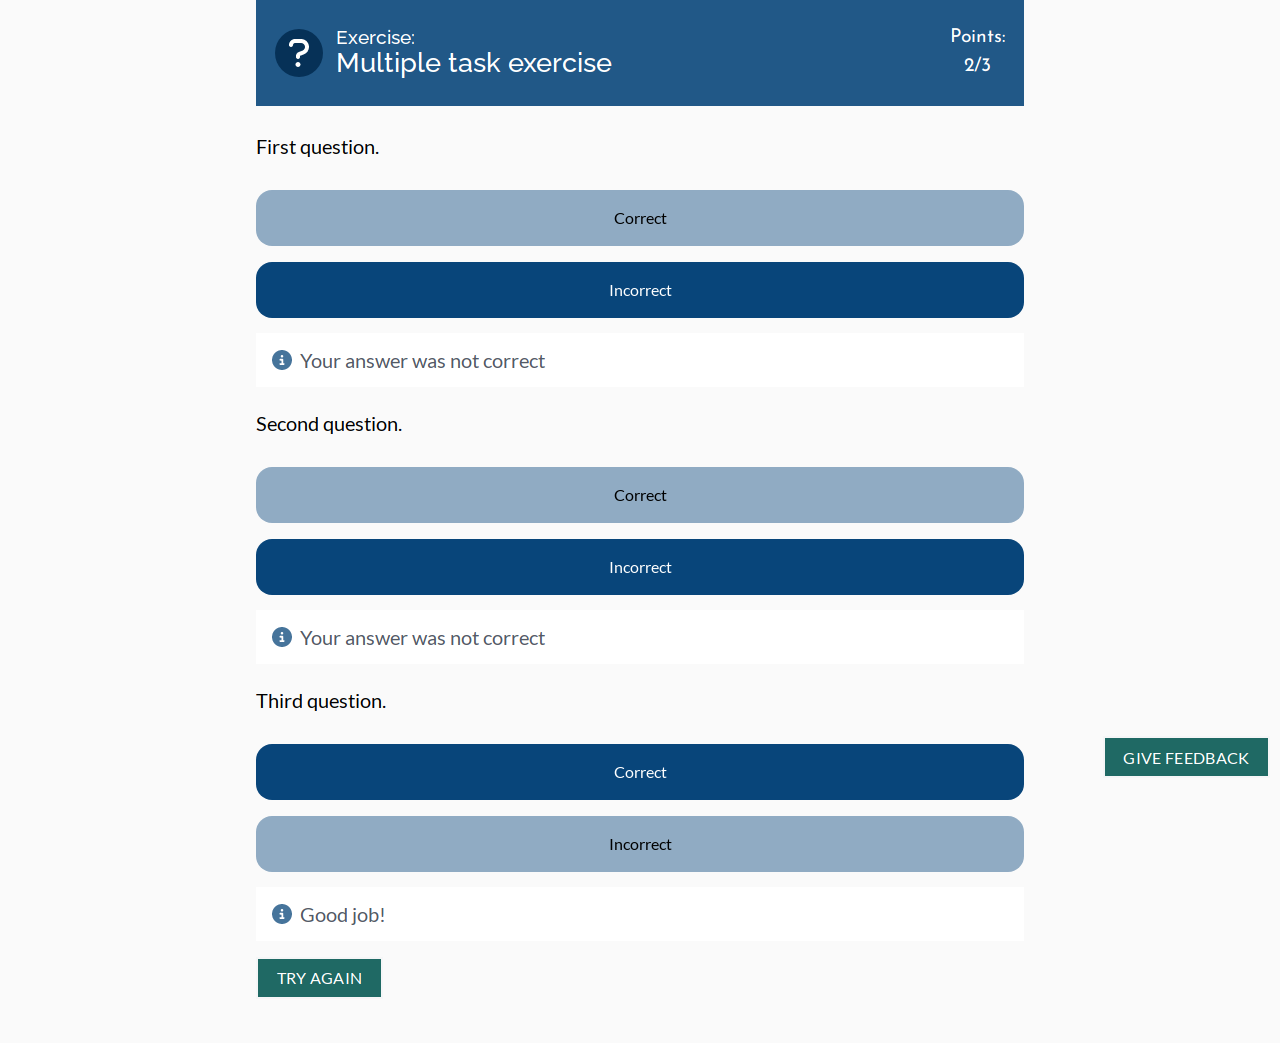 Exercise:
Multiple task exercise
Points:
2/3
First question.
Correct
Incorrect
Your answer was not correct
Second question.
Correct
Incorrect
Your answer was not correct
Third question.
Correct
Incorrect
Good job!
TRY AGAIN
GIVE FEEDBACK